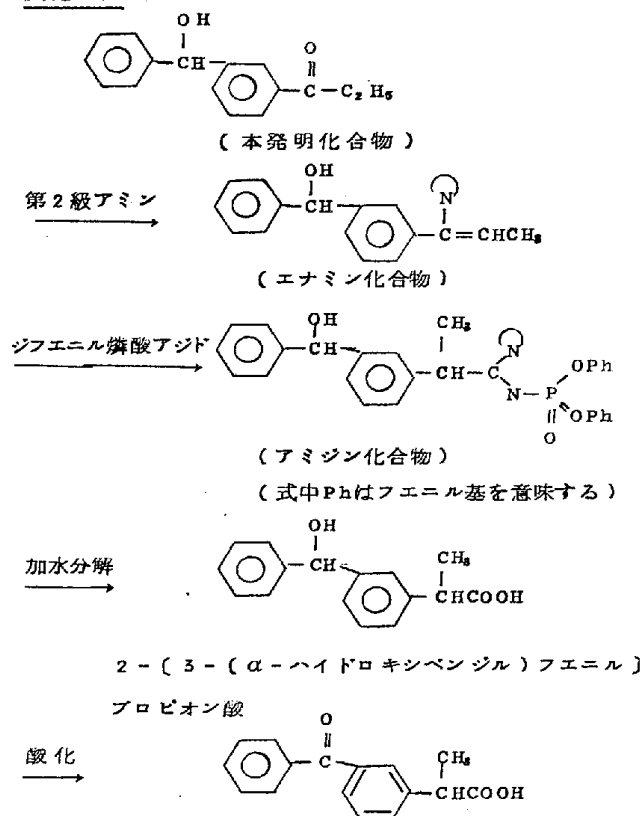 OH
O
CH
C－C₂H₅
(本発明化合物)
第2級アミン
OH
N
CH
C＝CHCH₃
(エナミン化合物)
ジフエニル燐酸アジド
OH
CH₃
N
CH
CH－C
OPh
N－P
OPh
O
(アミジン化合物)
(式中Phはフエニル基を意味する)
加水分解
OH
CH₃
CH
CHCOOH
2－〔3－(α－ハイドロキシベンジル)フエニル〕
プロピオン酸
酸化
O
CH₃
C
CHCOOH